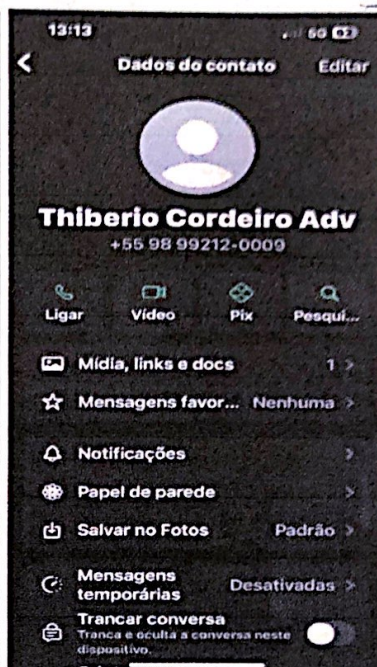 13:13
5G
Dados do contato
Editar
Thiberio Cordeiro Adv
+55 98 99212-0009
Ligar
Vídeo
Pix
Pesqui...
Mídia, links e docs
1
Mensagens favor...
Nenhuma
Notificações
Papel de parede
Salvar no Fotos
Padrão
Mensagens
temporárias
Desativadas
Trancar conversa
Tranca e oculta a conversa neste
dispositivo.